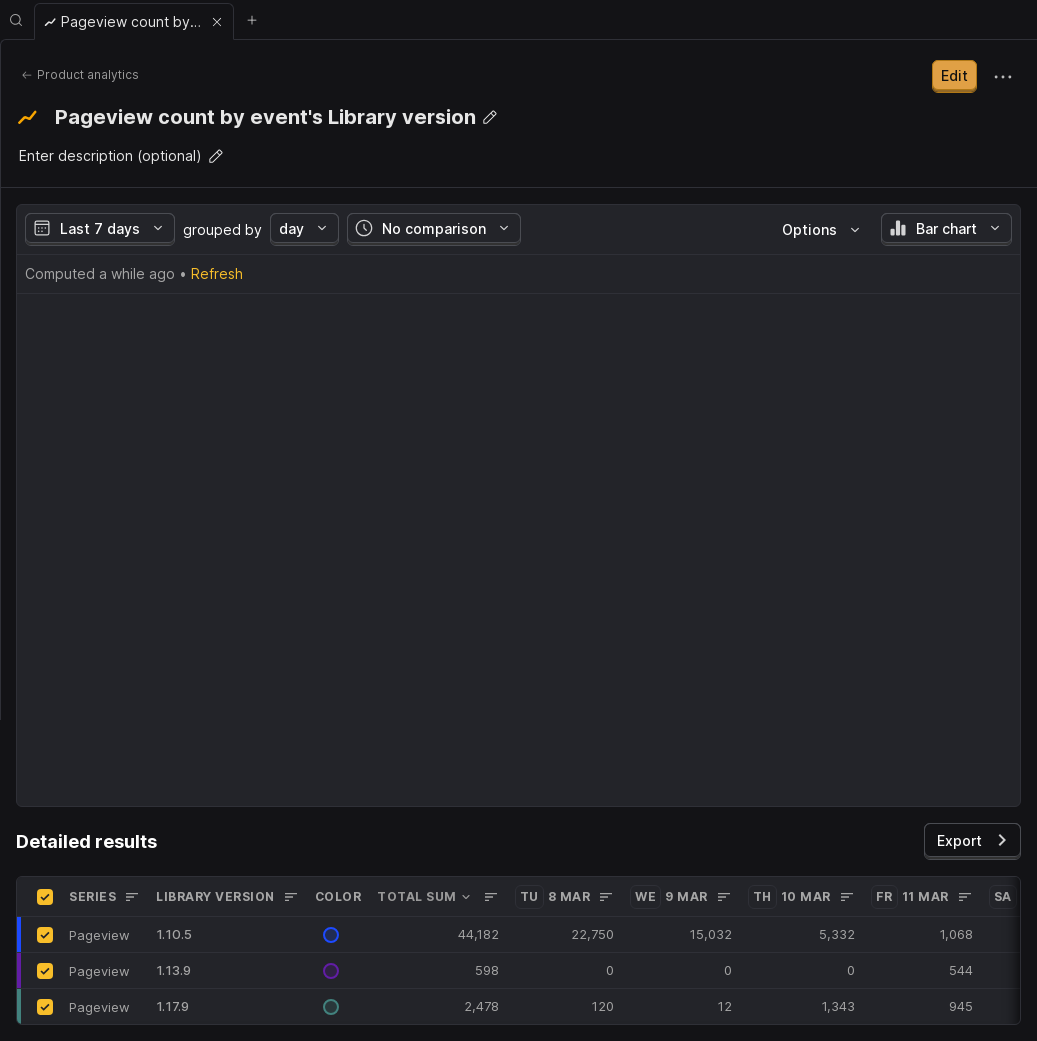 Pageview count by...
Product analytics
Edit
Pageview count by event's Library version
Enter description (optional)
Last 7 days grouped by day No comparison Options Bar chart
Computed a while ago • Refresh
Detailed results
Export
SERIES LIBRARY VERSION COLOR TOTAL SUM TU 8 MAR WE 9 MAR TH 10 MAR FR 11 MAR SA
Pageview 1.10.5 44,182 22,750 15,032 5,332 1,068
Pageview 1.13.9 598 0 0 0 544
Pageview 1.17.9 2,478 120 12 1,343 945